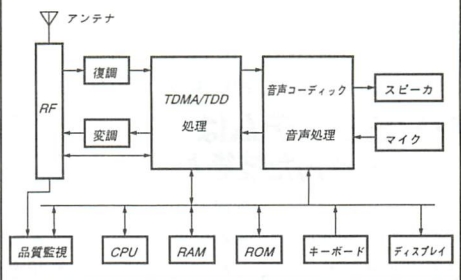 アンテナ
RF
復調
変調
TDMA/TDD
処理
音声コーディック
音声処理
スピーカ
マイク
品質監視
CPU
RAM
ROM
キーボード
ディスプレイ